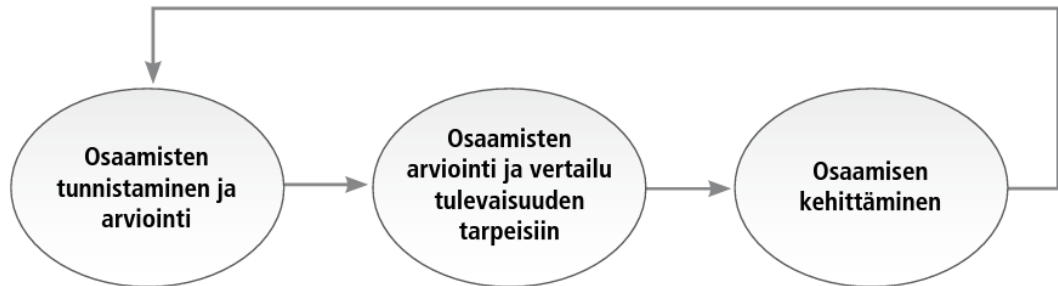 Osaamisten
tunnistaminen ja
arviointi
Osaamisten
arviointi ja vertailu
tulevaisuuden
tarpeisiin
Osaamisen
kehittäminen